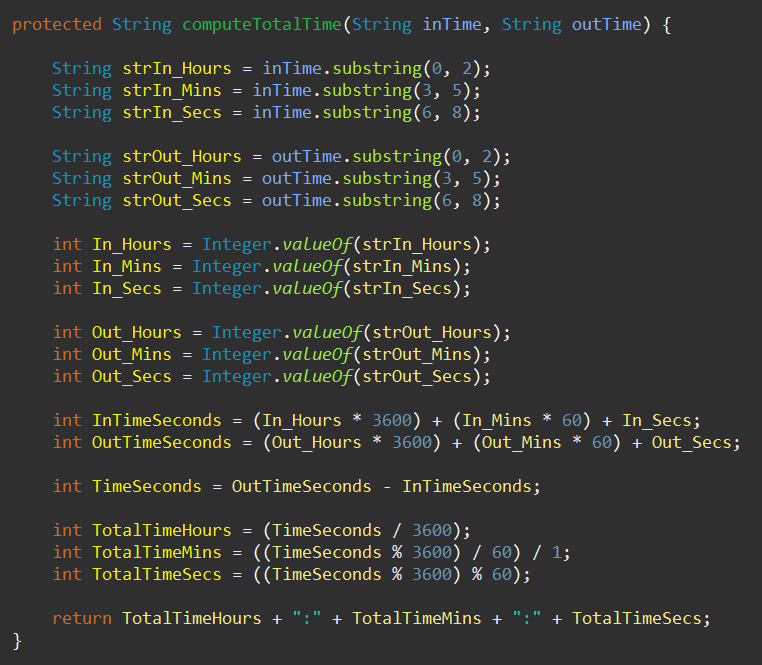 protected String computeTotalTime(String inTime, String outTime) {
String strIn_Hours = inTime.substring(0, 2);
String strIn_Mins = inTime.substring(3, 5);
String strIn_Secs = inTime.substring(6, 8);
String strOut_Hours = outTime.substring(0, 2);
String strOut_Mins = outTime.substring(3, 5);
String strOut_Secs = outTime.substring(6, 8);
int In_Hours = Integer.valueOf(strIn_Hours);
int In_Mins = Integer.valueOf(strIn_Mins);
int In_Secs = Integer.valueOf(strIn_Secs);
int Out_Hours = Integer.valueOf(strOut_Hours);
int Out_Mins = Integer.valueOf(strOut_Mins);
int Out_Secs = Integer.valueOf(strOut_Secs);
int InTimeSeconds = (In_Hours * 3600) + (In_Mins * 60) + In_Secs;
int OutTimeSeconds = (Out_Hours * 3600) + (Out_Mins * 60) + Out_Secs;
int TimeSeconds = OutTimeSeconds - InTimeSeconds;
int TotalTimeHours = (TimeSeconds / 3600);
int TotalTimeMins = ((TimeSeconds % 3600) / 60) / 1;
int TotalTimeSecs = ((TimeSeconds % 3600) % 60);
return TotalTimeHours + ":" + TotalTimeMins + ":" + TotalTimeSecs;
}